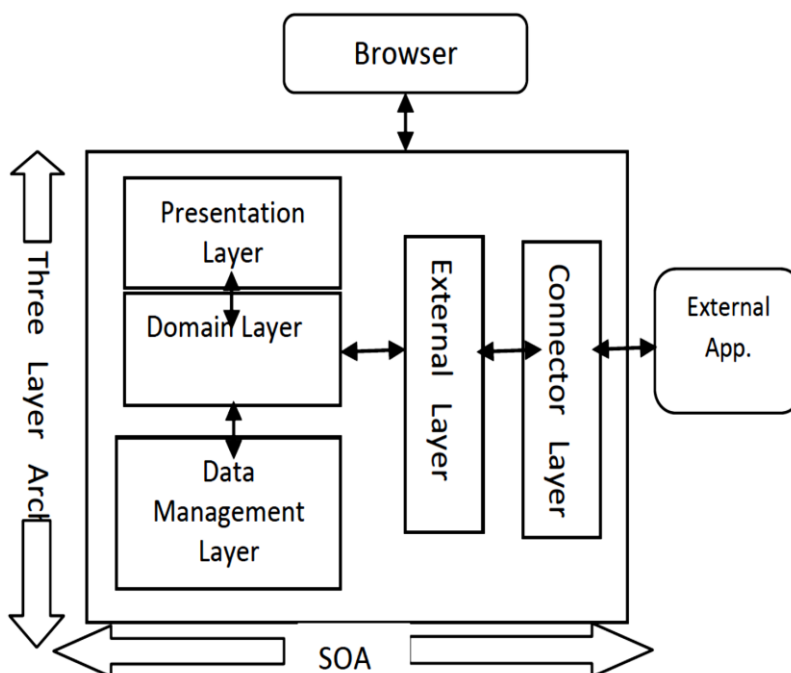 Browser
Presentation
Layer
Domain Layer
Data
Management
Layer
External Layer
Connector Layer
External
App.
Three Layer Arch
SOA